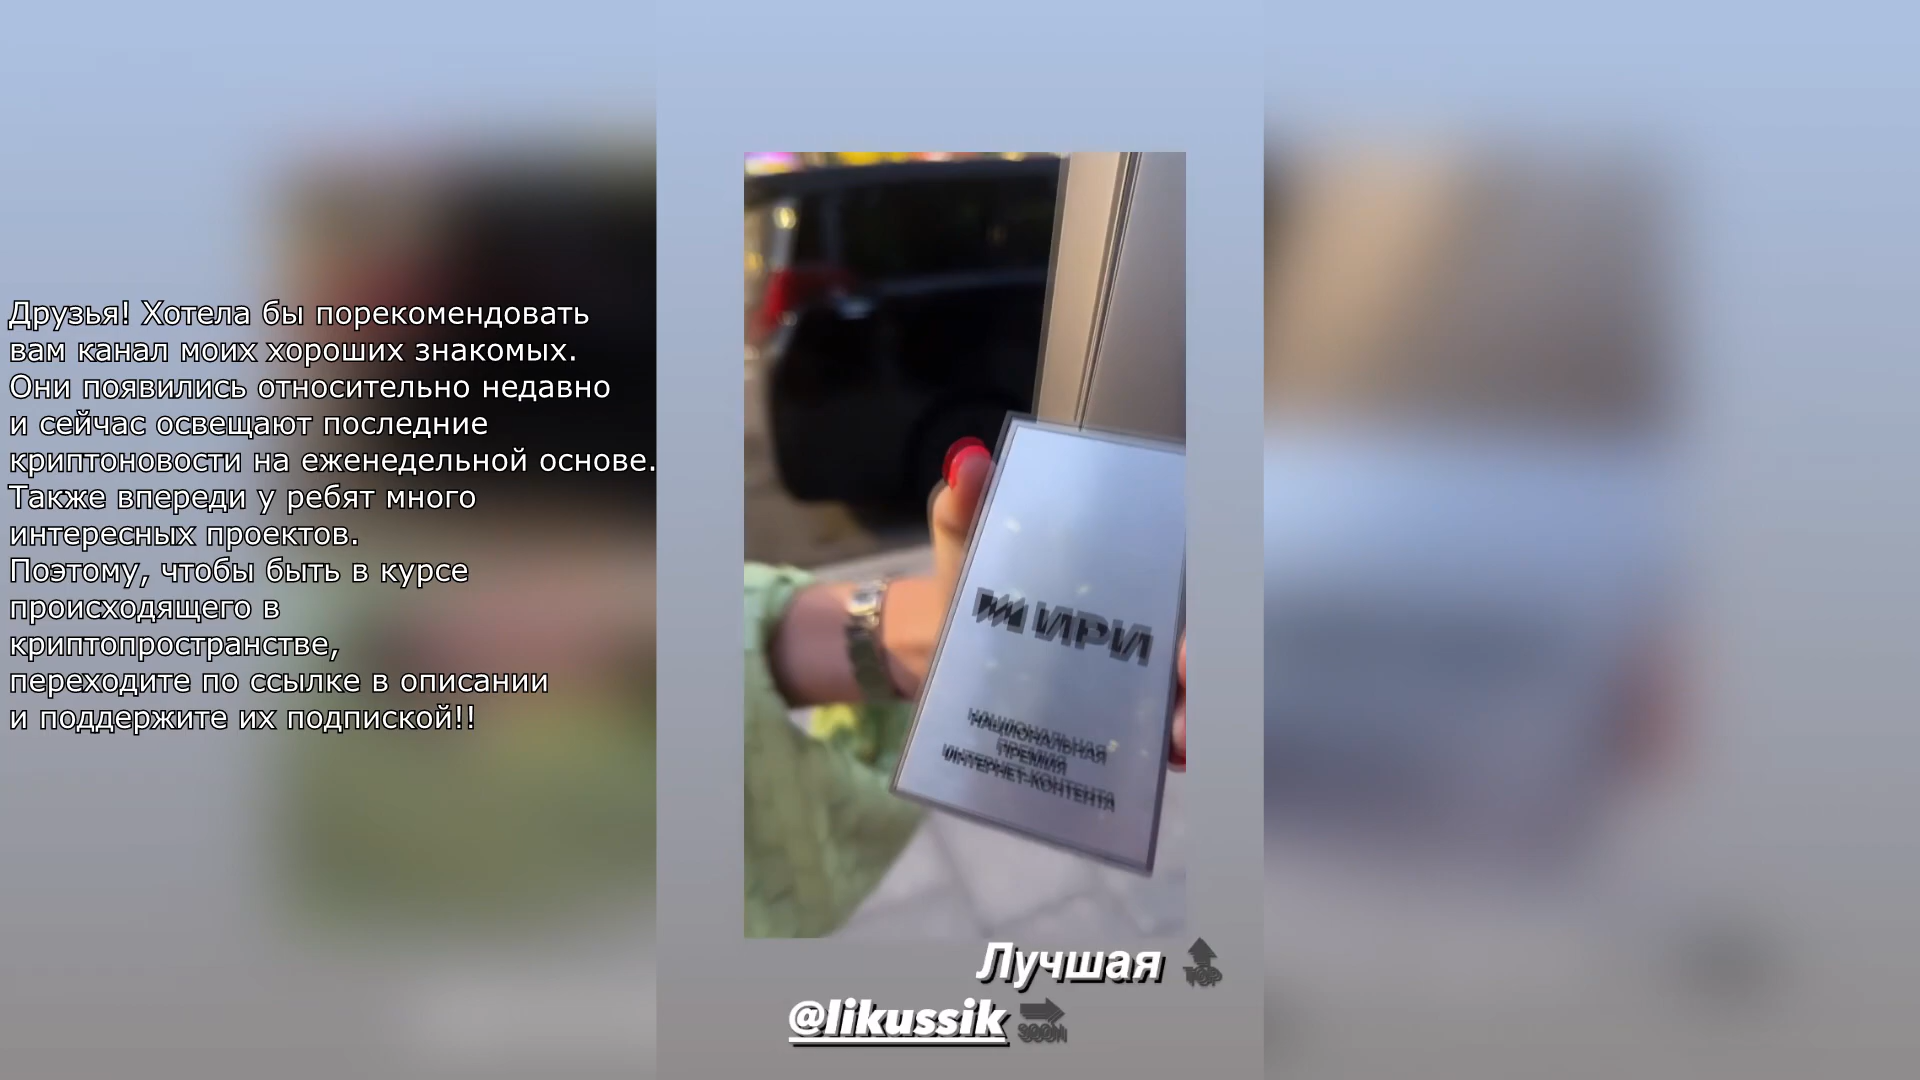 Друзья! Хотела бы порекомендовать
вам канал моих хороших знакомых.
Они появились относительно недавно
и сейчас освещают последние
криптоновости на еженедельной основе.
Также впереди у ребят много
интересных проектов.
Поэтому, чтобы быть в курсе
происходящего в
криптопространстве,
переходите по ссылке в описании
и поддержите их подпиской!!
ИРИ
НАЦИОНАЛЬНАЯ
ПРЕМИЯ
ИНТЕРНЕТ-КОНТЕНТА
Лучшая TOP
@likussik SOON